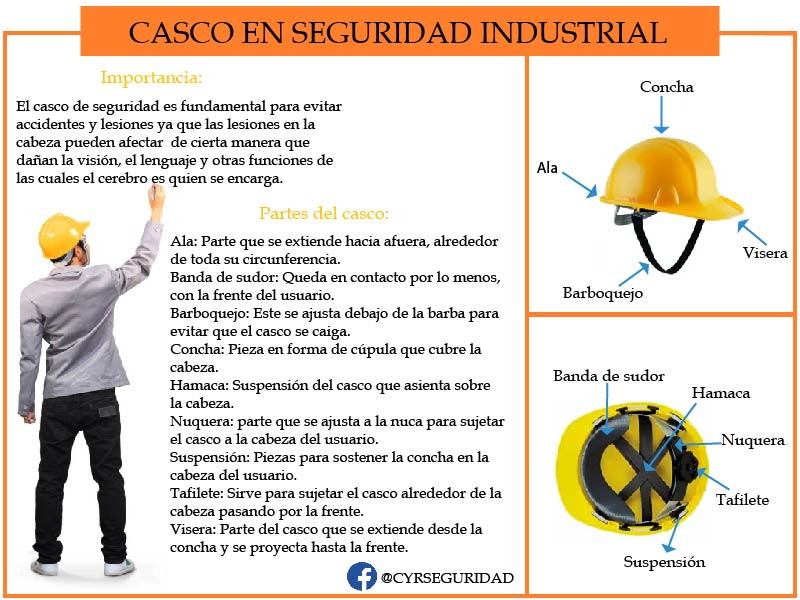 CASCO EN SEGURIDAD INDUSTRIAL
Importancia:
El casco de seguridad es fundamental para evitar
accidentes y lesiones ya que las lesiones en la
cabeza pueden afectar de cierta manera que
dañan la visión, el lenguaje y otras funciones de
las cuales el cerebro es quien se encarga.
Partes del casco:
Ala: Parte que se extiende hacia afuera, alrededor
de toda su circunferencia.
Banda de sudor: Queda en contacto por lo menos,
con la frente del usuario.
Barboquejo: Este se ajusta debajo de la barba para
evitar que el casco se caiga.
Concha: Pieza en forma de cúpula que cubre la
cabeza.
Hamaca: Suspensión del casco que asienta sobre
la cabeza.
Nuquera: parte que se ajusta a la nuca para sujetar
el casco a la cabeza del usuario.
Suspensión: Piezas para sostener la concha en la
cabeza del usuario.
Tafilete: Sirve para sujetar el casco alrededor de la
cabeza pasando por la frente.
Visera: Parte del casco que se extiende desde la
concha y se proyecta hasta la frente.
@CYRSEGURIDAD
Concha
Ala
Visera
Barboquejo
Banda de sudor
Hamaca
Nuquera
Tafilete
Suspensión